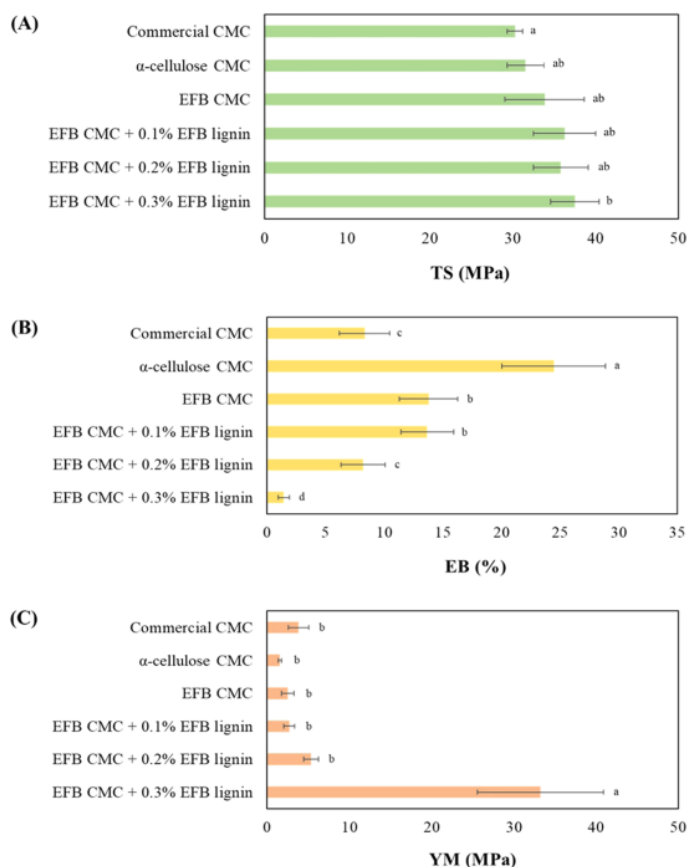 (A)
Commercial CMC
a
α-cellulose CMC
ab
EFB CMC
ab
EFB CMC + 0.1% EFB lignin
ab
EFB CMC + 0.2% EFB lignin
ab
EFB CMC + 0.3% EFB lignin
b
0 10 20 30 40 50
TS (MPa)
(B)
Commercial CMC
c
α-cellulose CMC
a
EFB CMC
b
EFB CMC + 0.1% EFB lignin
b
EFB CMC + 0.2% EFB lignin
c
EFB CMC + 0.3% EFB lignin
d
0 5 10 15 20 25 30 35
EB (%)
(C)
Commercial CMC
b
α-cellulose CMC
b
EFB CMC
b
EFB CMC + 0.1% EFB lignin
b
EFB CMC + 0.2% EFB lignin
b
EFB CMC + 0.3% EFB lignin
a
0 10 20 30 40 50
YM (MPa)